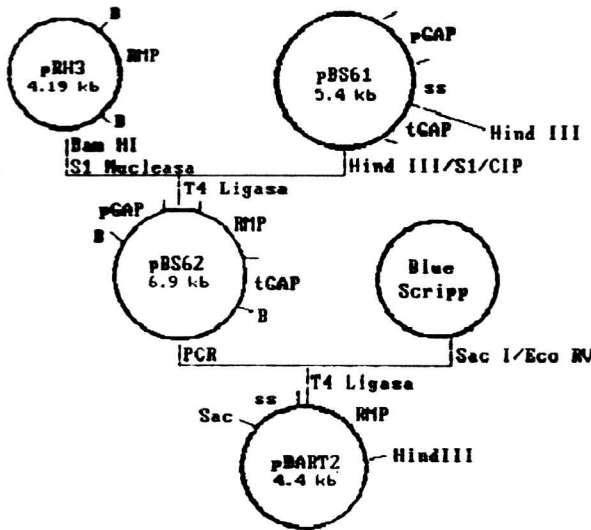 B
pRH3
4.19 kb
RMP
B
pGAP
pBS61
5.4 kb
ss
tGAP
Hind III
Bam HI
S1 Nucleasa
Hind III/S1/CIP
T4 Ligasa
pGAP
RMP
B
pBS62
6.9 kb
tGAP
B
Blue
Scripp
PCR
Sac I/Eco RV
T4 Ligasa
ss
RMP
Sac
pBART2
4.4 kb
HindIII